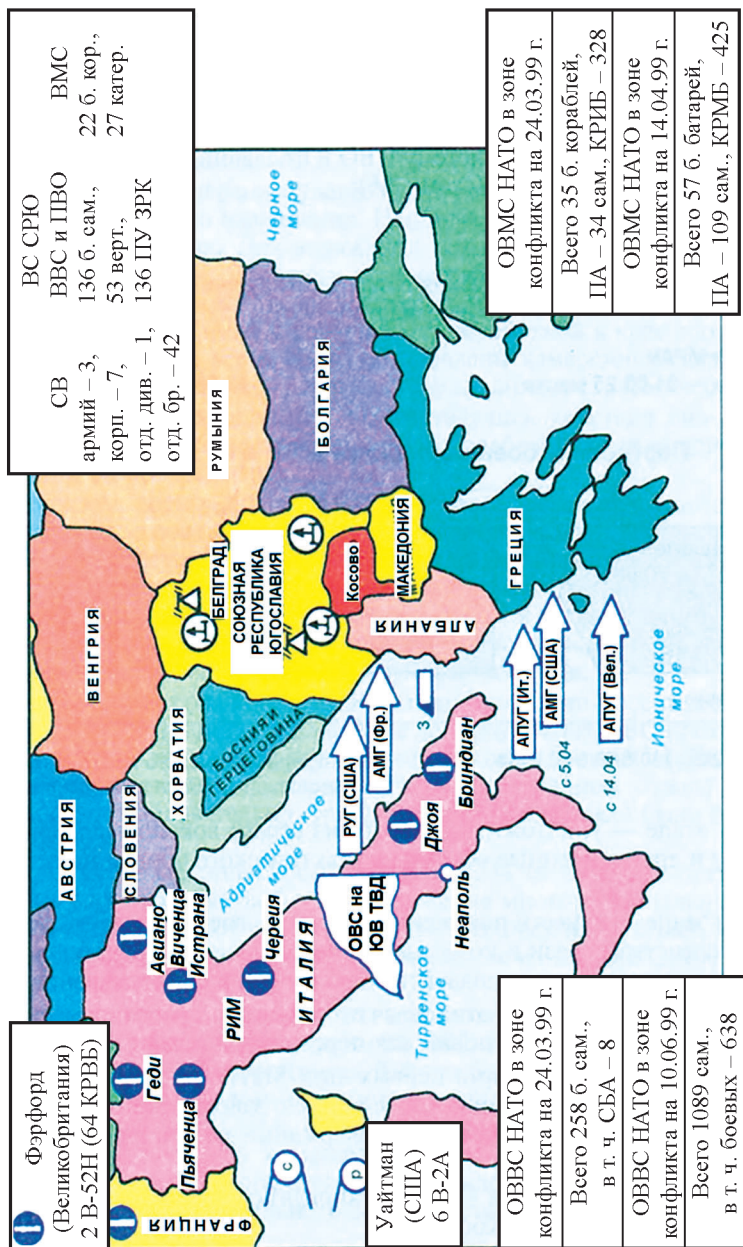 Фэрфорд
(Великобритания)
2 В-52Н (64 КРВБ)
ВС СРЮ
СВ
армий – 3,
корп. – 7,
отд. див. – 1,
отд. бр. – 42
ВВС и ПВО
136 б. сам.,
53 верт.,
136 ПУ ЗРК
ВМС
22 б. кор.,
27 катер.
АВСТРИЯ
ВЕНГРИЯ
РУМЫНИЯ
СЛОВЕНИЯ
ХОРВАТИЯ
БОСНИЯ И
ГЕРЦЕГОВИНА
БЕЛГРАД
СОЮЗНАЯ
РЕСПУБЛИКА
ЮГОСЛАВИЯ
Косово
МАКЕДОНИЯ
АЛБАНИЯ
БОЛГАРИЯ
ГРЕЦИЯ
Черное
море
ФРАНЦИЯ
Геди
Пьяченца
Авиано
Виченца
Истрана
РИМ
Череия
ИТАЛИЯ
Адриатическое
море
ОВС на
ЮВ ТВД
Неаполь
Джоя
Бриндиан
Тирренское
море
РУГ (США)
АМГ (Фр.)
3
АПУГ (Ит.)
АМГ (США)
АПУГ (Вел.)
с 5.04
с 14.04
Ионическое
море
с
р
Уайтман
(США)
6 В-2А
ОВВС НАТО в зоне
конфликта на 24.03.99 г.
Всего 258 б. сам.,
в т. ч. СБА – 8
ОВВС НАТО в зоне
конфликта на 10.06.99 г.
Всего 1089 сам.,
в т. ч. боевых – 638
ОВМС НАТО в зоне
конфликта на 24.03.99 г.
Всего 35 б. кораблей,
ПА – 34 сам., КРИБ – 328
ОВМС НАТО в зоне
конфликта на 14.04.99 г.
Всего 57 б. батарей,
ПА – 109 сам., КРМБ – 425